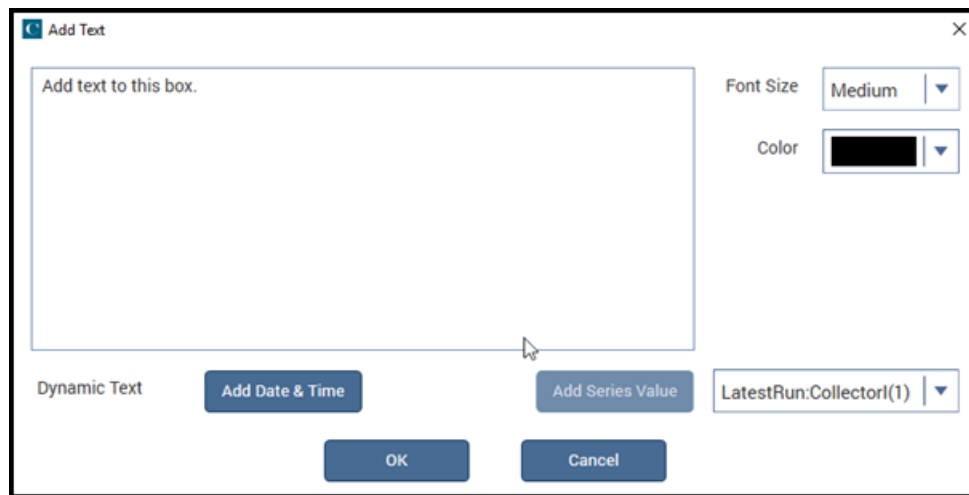 C Add Text
Add text to this box.
Font Size Medium
Color
Dynamic Text Add Date & Time Add Series Value LatestRun:CollectorI(1)
OK Cancel